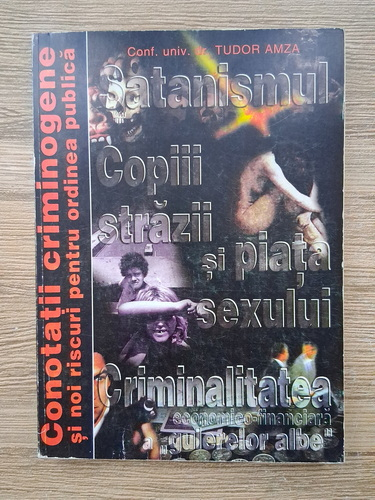 Conf. univ. dr. TUDOR AMZA
Satanismul
Copiii
străzii
și piața
sexului
Criminalitatea
economico-financiară
a „gulerelor albe”
Conotații criminogene
și noi riscuri pentru ordinea publică